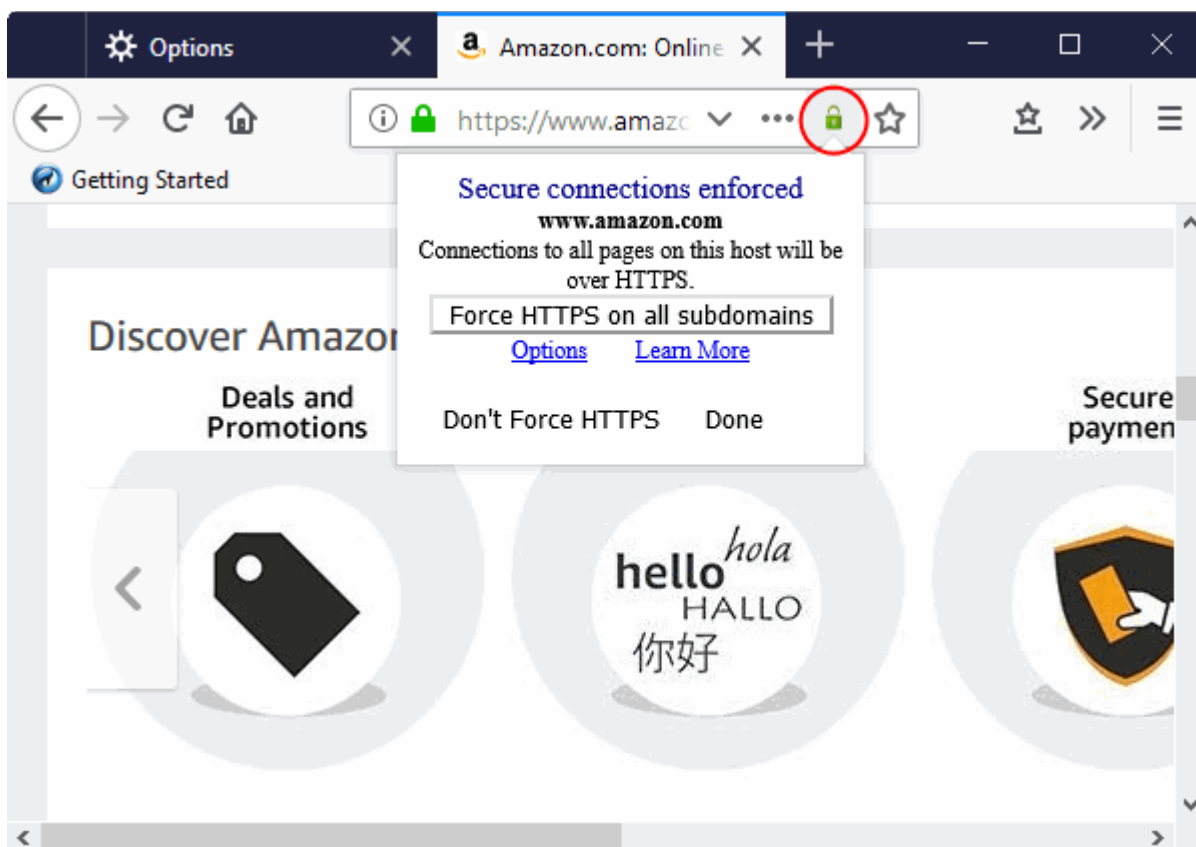 Options
Amazon.com: Online
https://www.amazc
Getting Started
Secure connections enforced
www.amazon.com
Connections to all pages on this host will be
over HTTPS.
Force HTTPS on all subdomains
Options Learn More
Don't Force HTTPS Done
Discover Amazon
Deals and
Promotions
hello hola
HALLO
你好
Secure
paymen